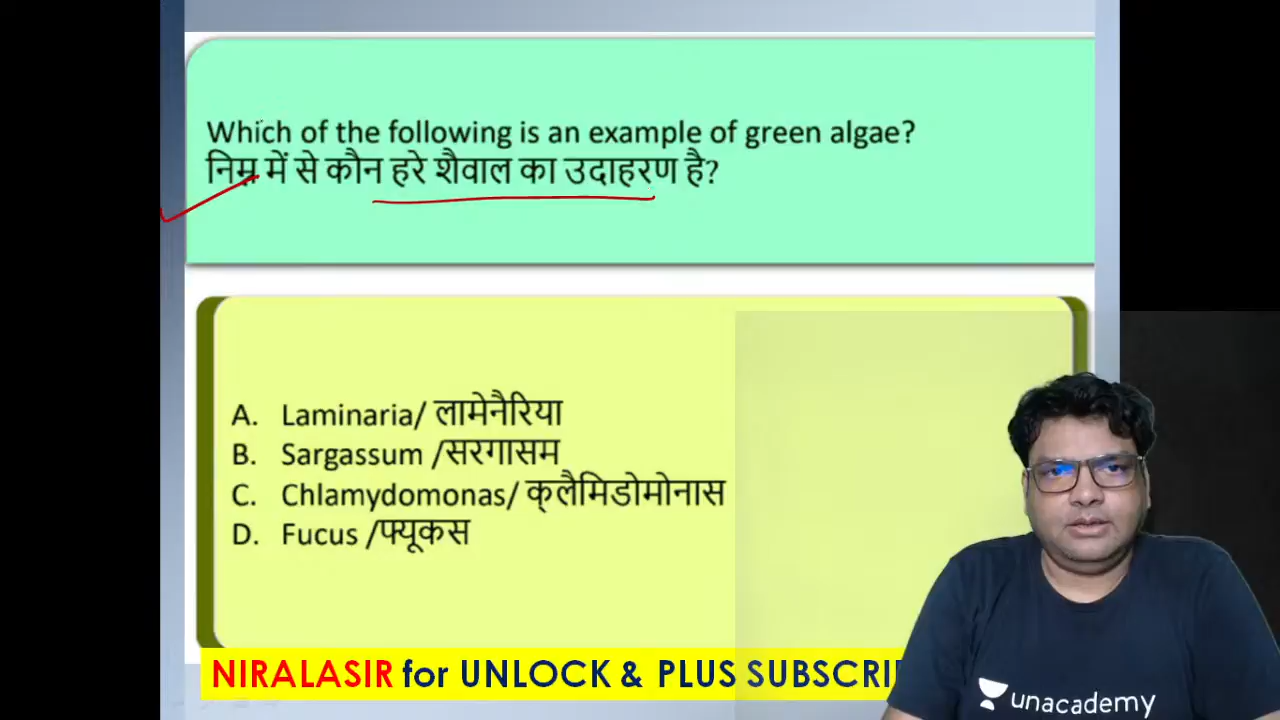 Which of the following is an example of green algae?
निम्न में से कौन हरे शैवाल का उदाहरण है?
A. Laminaria/ लामेनैरिया
B. Sargassum /सरगासम
C. Chlamydomonas/ क्लैमिडोमोनास
D. Fucus /फ्यूकस
NIRALASIR for UNLOCK & PLUS
unacademy